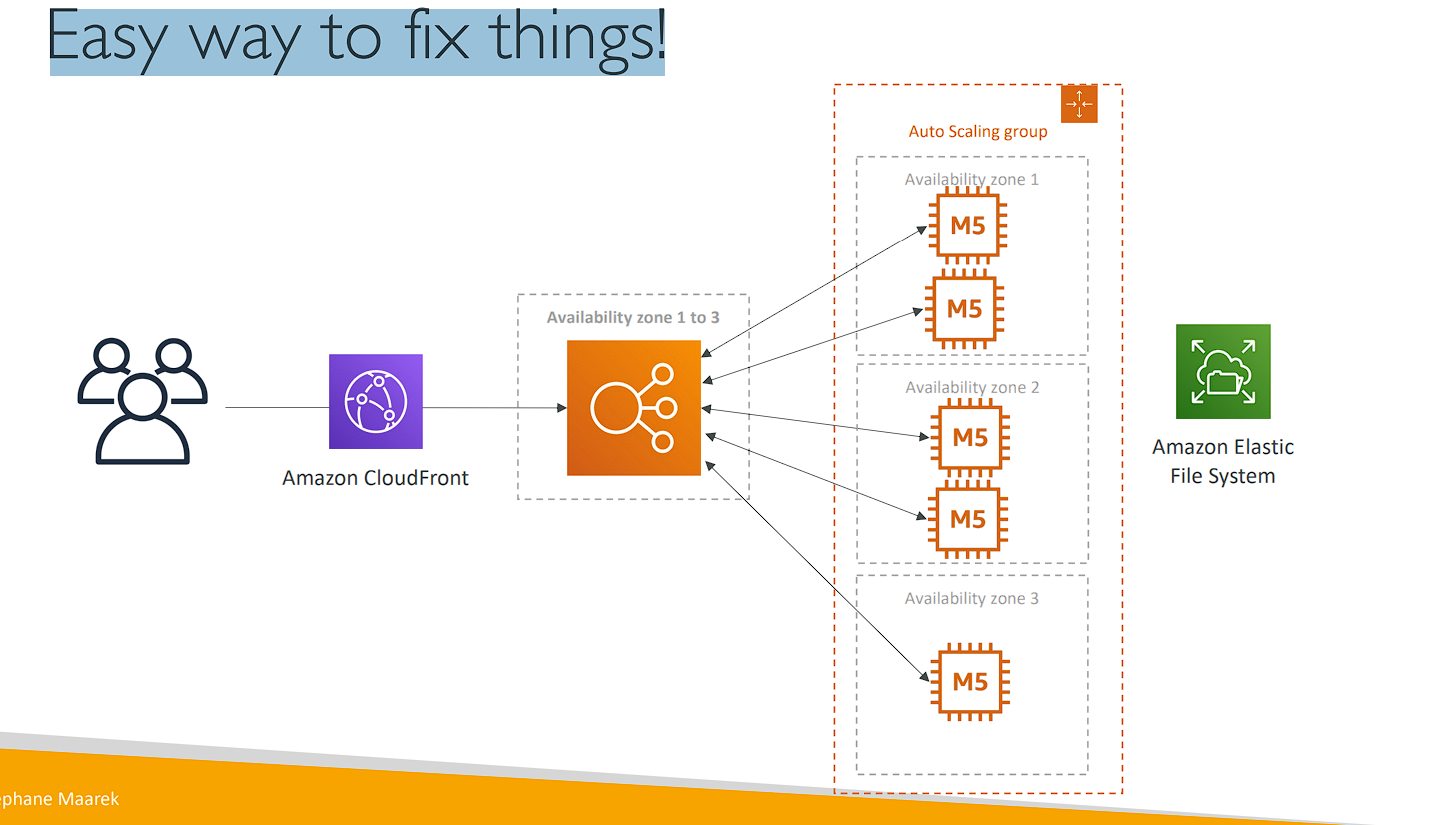 Easy way to fix things!
Auto Scaling group
Availability zone 1
M5
M5
Availability zone 1 to 3
Availability zone 2
M5
M5
Amazon CloudFront
Amazon Elastic
File System
Availability zone 3
M5
phane Maarek